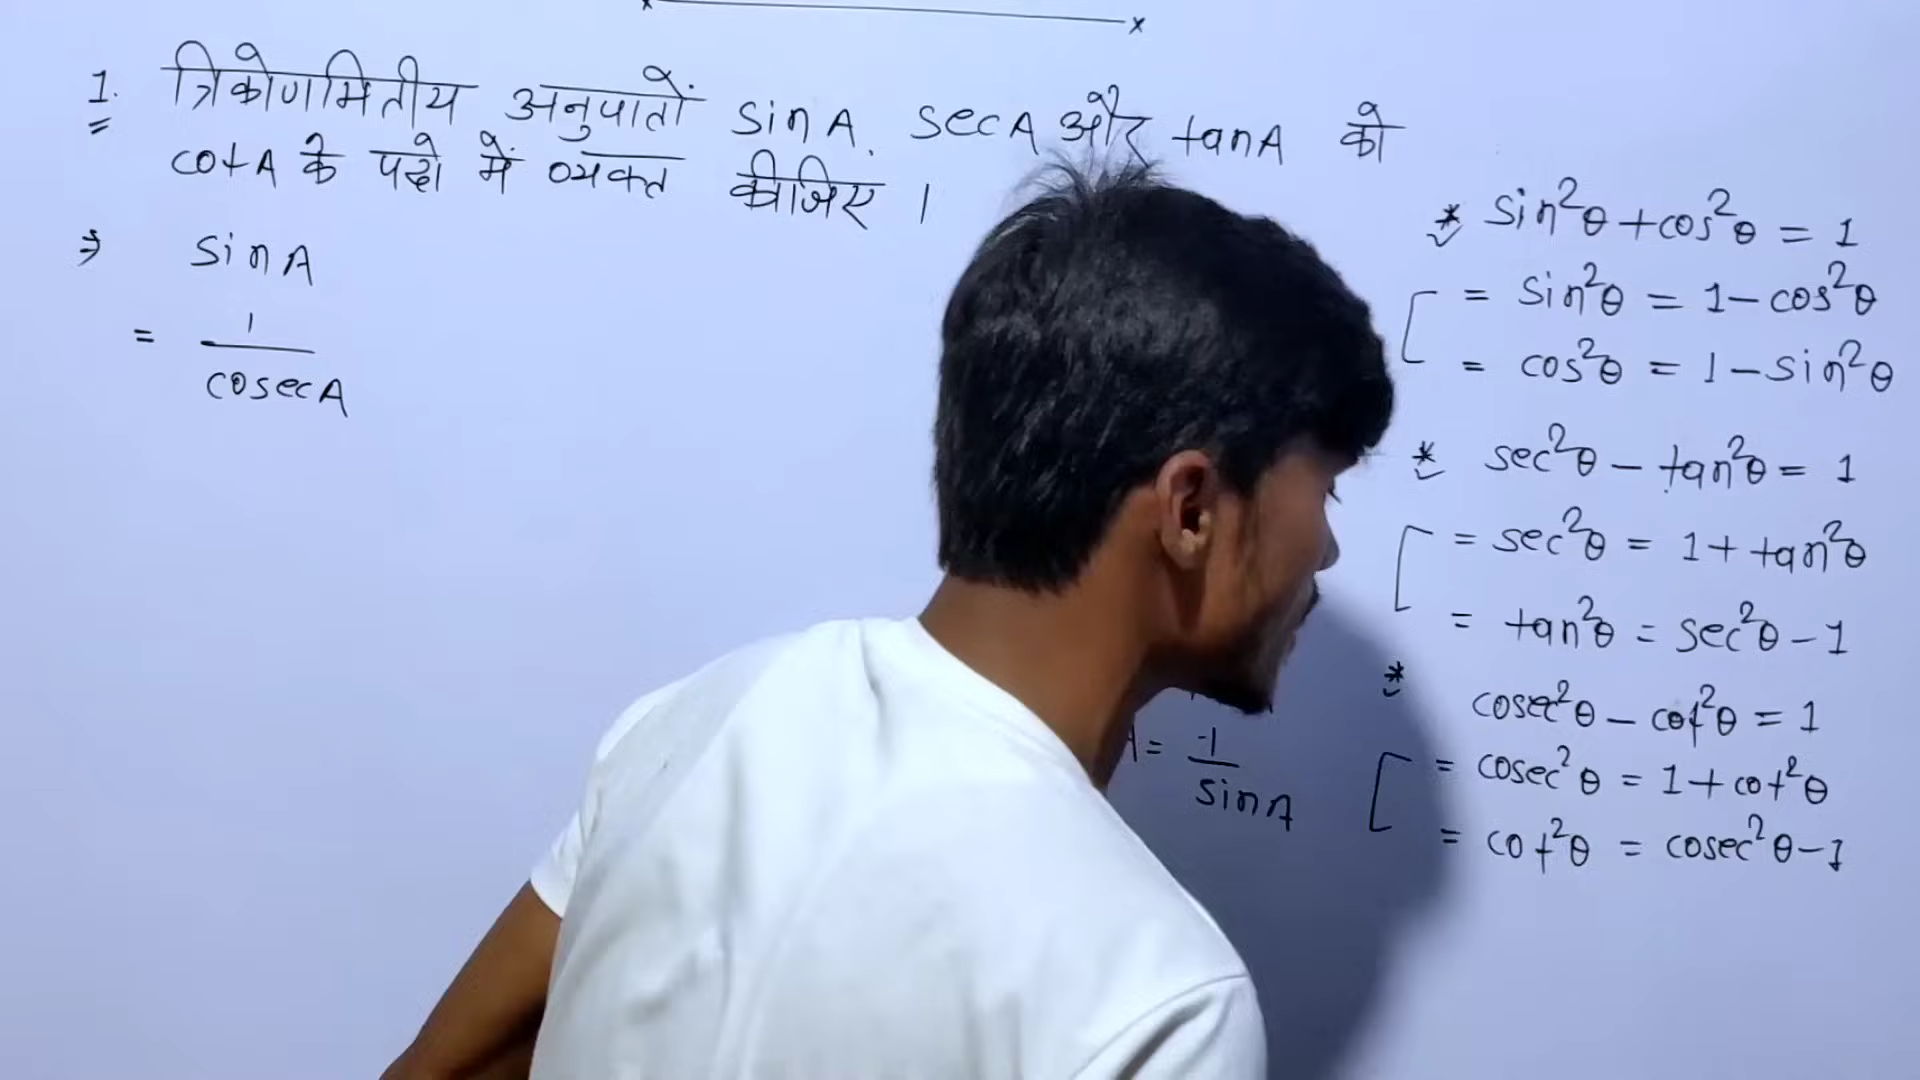 1. त्रिकोणमितीय अनुपातों sin A, sec A और tan A को
cot A के पदो में व्यक्त कीजिए ।
⇒ sin A
= 1/cosec A
* sin²θ + cos²θ = 1
= sin²θ = 1 - cos²θ
= cos²θ = 1 - sin²θ
* sec²θ - tan²θ = 1
= sec²θ = 1 + tan²θ
= tan²θ = sec²θ - 1
* cosec²θ - cot²θ = 1
= cosec²θ = 1 + cot²θ
= cot²θ = cosec²θ - 1
= 1/sin A